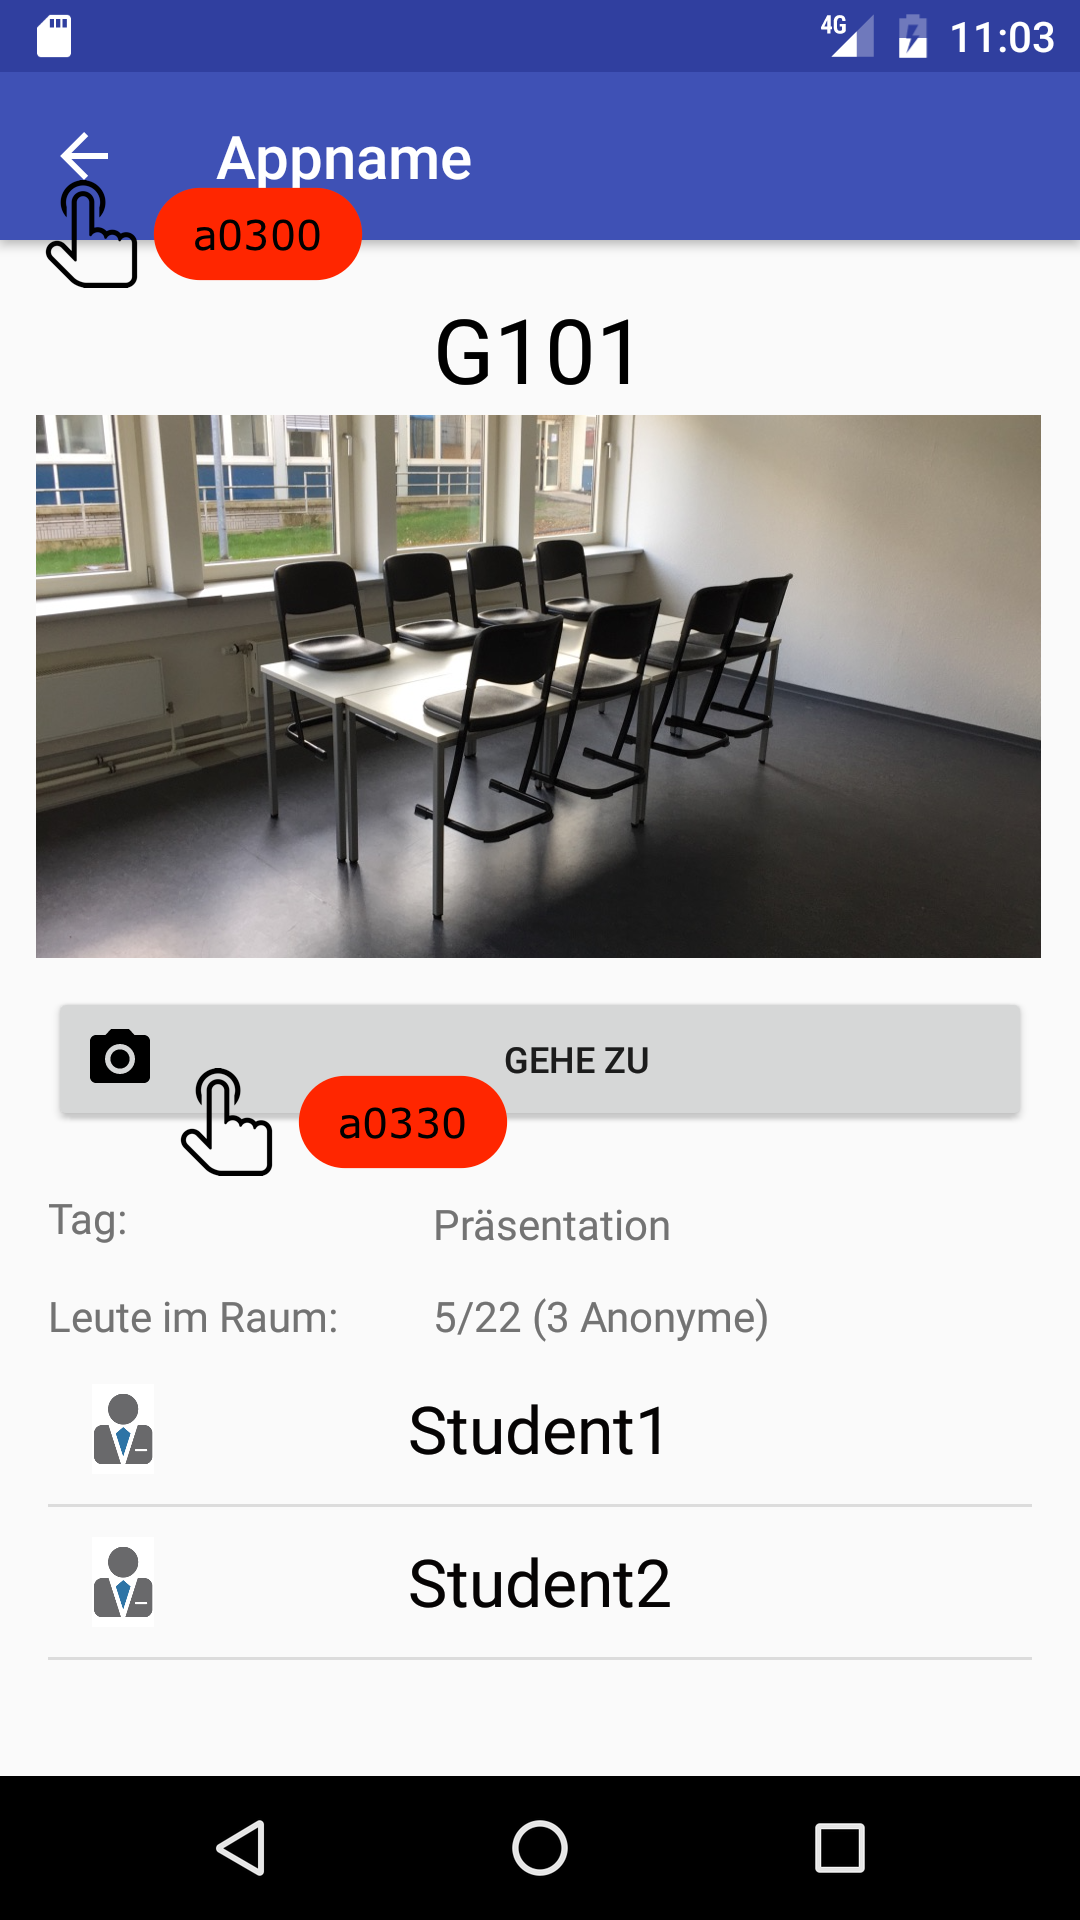 4G 11:03
Appname
a0300
G101
GEHE ZU
a0330
Tag: Präsentation
Leute im Raum: 5/22 (3 Anonyme)
Student1
Student2